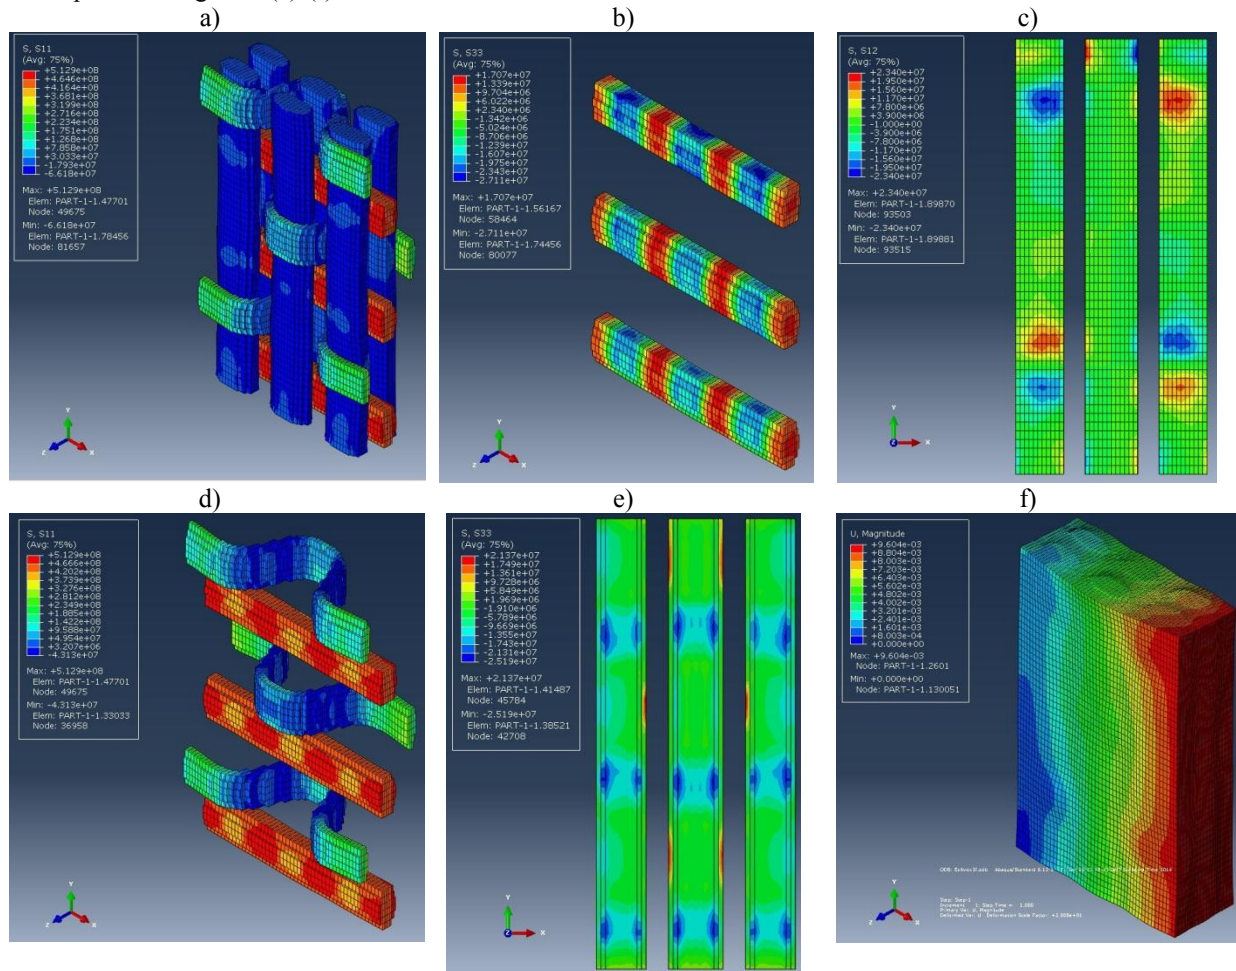 a)
S, S11
(Avg: 75%)
+5.129e+08
+4.646e+08
+4.164e+08
+3.681e+08
+3.199e+08
+2.716e+08
+2.234e+08
+1.751e+08
+1.268e+08
+7.858e+07
+3.033e+07
-1.793e+07
-6.618e+07
Max: +5.129e+08
Elem: PART-1-1.47701
Node: 49675
Min: -6.618e+07
Elem: PART-1-1.78456
Node: 81657
Y
Z
X
b)
S, S33
(Avg: 75%)
+1.707e+07
+1.339e+07
+9.704e+06
+6.022e+06
+2.340e+06
-1.342e+06
-5.024e+06
-8.706e+06
-1.239e+07
-1.607e+07
-1.975e+07
-2.343e+07
-2.711e+07
Max: +1.707e+07
Elem: PART-1-1.56167
Node: 58464
Min: -2.711e+07
Elem: PART-1-1.74456
Node: 80077
Y
Z
X
c)
S, S12
(Avg: 75%)
+2.340e+07
+1.950e+07
+1.560e+07
+1.170e+07
+7.800e+06
+3.900e+06
-1.000e+00
-3.900e+06
-7.800e+06
-1.170e+07
-1.560e+07
-1.950e+07
-2.340e+07
Max: +2.340e+07
Elem: PART-1-1.89870
Node: 93503
Min: -2.340e+07
Elem: PART-1-1.89881
Node: 93515
Y
Z
X
d)
S, S11
(Avg: 75%)
+5.129e+08
+4.666e+08
+4.202e+08
+3.739e+08
+3.276e+08
+2.812e+08
+2.349e+08
+1.885e+08
+1.422e+08
+9.588e+07
+4.954e+07
+3.207e+06
-4.313e+07
Max: +5.129e+08
Elem: PART-1-1.47701
Node: 49675
Min: -4.313e+07
Elem: PART-1-1.33033
Node: 36958
Y
Z
X
e)
S, S33
(Avg: 75%)
+2.137e+07
+1.749e+07
+1.361e+07
+9.728e+06
+5.849e+06
+1.969e+06
-1.910e+06
-5.789e+06
-9.669e+06
-1.355e+07
-1.743e+07
-2.131e+07
-2.519e+07
Max: +2.137e+07
Elem: PART-1-1.41487
Node: 45784
Min: -2.519e+07
Elem: PART-1-1.38521
Node: 42708
Y
Z
X
f)
U, Magnitude
+9.604e-03
+8.804e-03
+8.003e-03
+7.203e-03
+6.403e-03
+5.602e-03
+4.802e-03
+4.002e-03
+3.201e-03
+2.401e-03
+1.601e-03
+8.003e-04
+0.000e+00
Max: +9.604e-03
Node: PART-1-1.2601
Min: +0.000e+00
Node: PART-1-1.130051
Step: Step-1
Increment 1: Step Time = 1.000
Primary Var: U, Magnitude
Deformed Var: U Deformation Scale Factor:
Y
Z
X